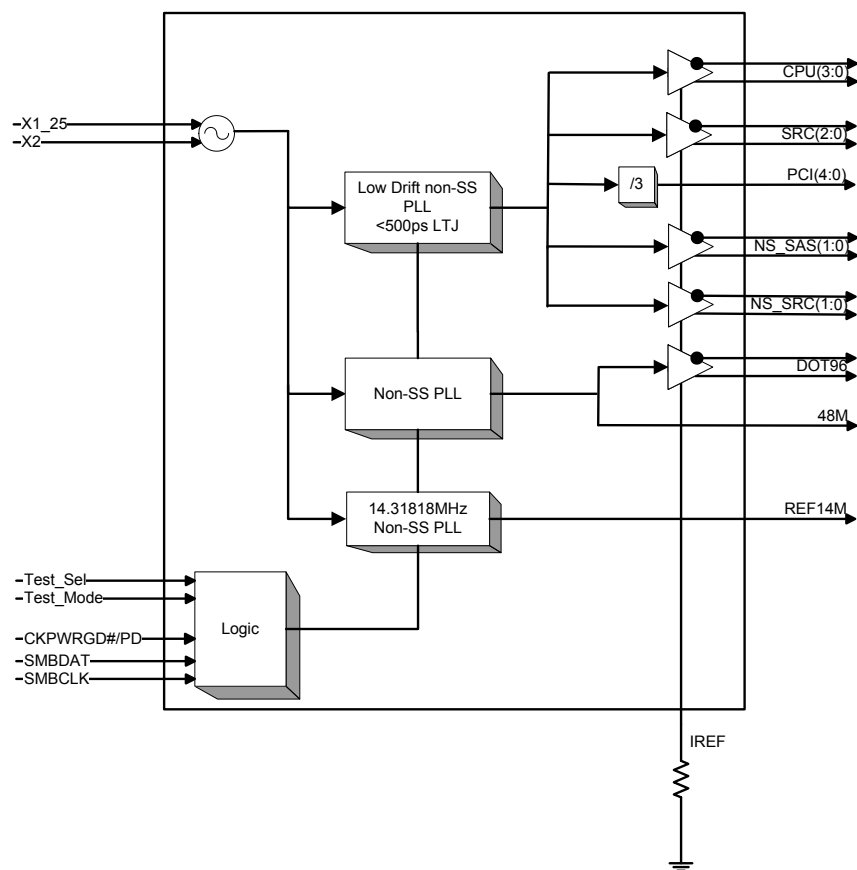 CPU(3:0)
X1_25
X2
SRC(2:0)
Low Drift non-SS
PLL
<500ps LTJ
/3
PCI(4:0)
NS_SAS(1:0)
NS_SRC(1:0)
Non-SS PLL
DOT96
48M
14.31818MHz
Non-SS PLL
REF14M
Test_Sel
Test_Mode
CKPWRGD#/PD
SMBDAT
SMBCLK
Logic
IREF